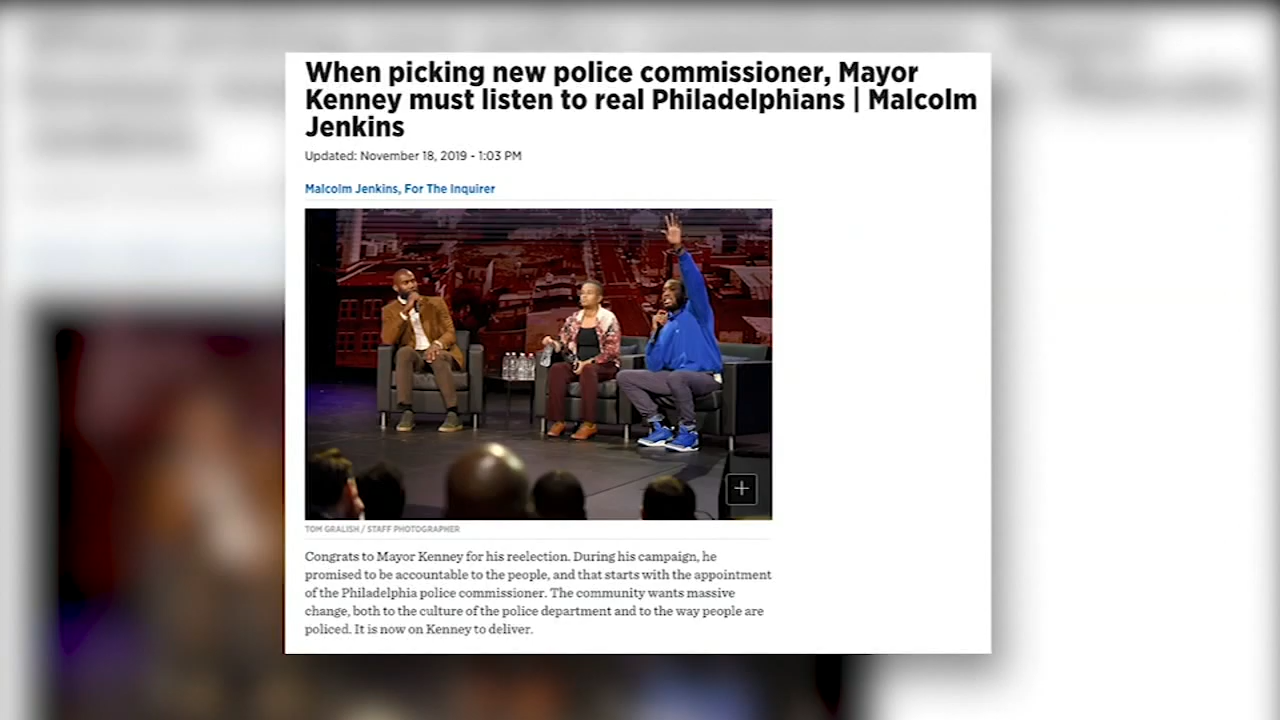 When picking new police commissioner, Mayor
Kenney must listen to real Philadelphians | Malcolm
Jenkins
Updated: November 18, 2019 - 1:03 PM
Malcolm Jenkins, For The Inquirer
TOM GRALISH / STAFF PHOTOGRAPHER
Congrats to Mayor Kenney for his reelection. During his campaign, he
promised to be accountable to the people, and that starts with the appointment
of the Philadelphia police commissioner. The community wants massive
change, both to the culture of the police department and to the way people are
policed. It is now on Kenney to deliver.